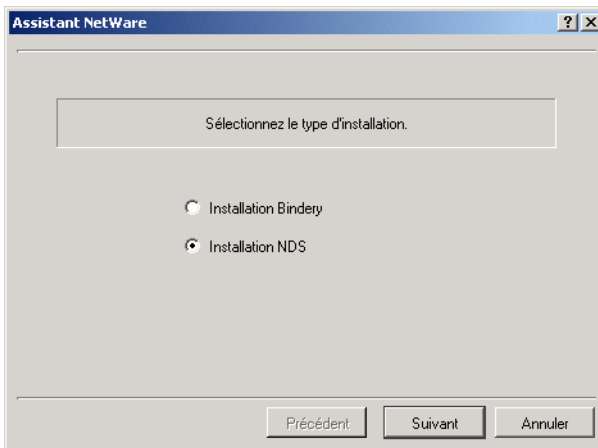 Assistant NetWare
Sélectionnez le type d'installation.
Installation Bindery
Installation NDS
Précédent
Suivant
Annuler